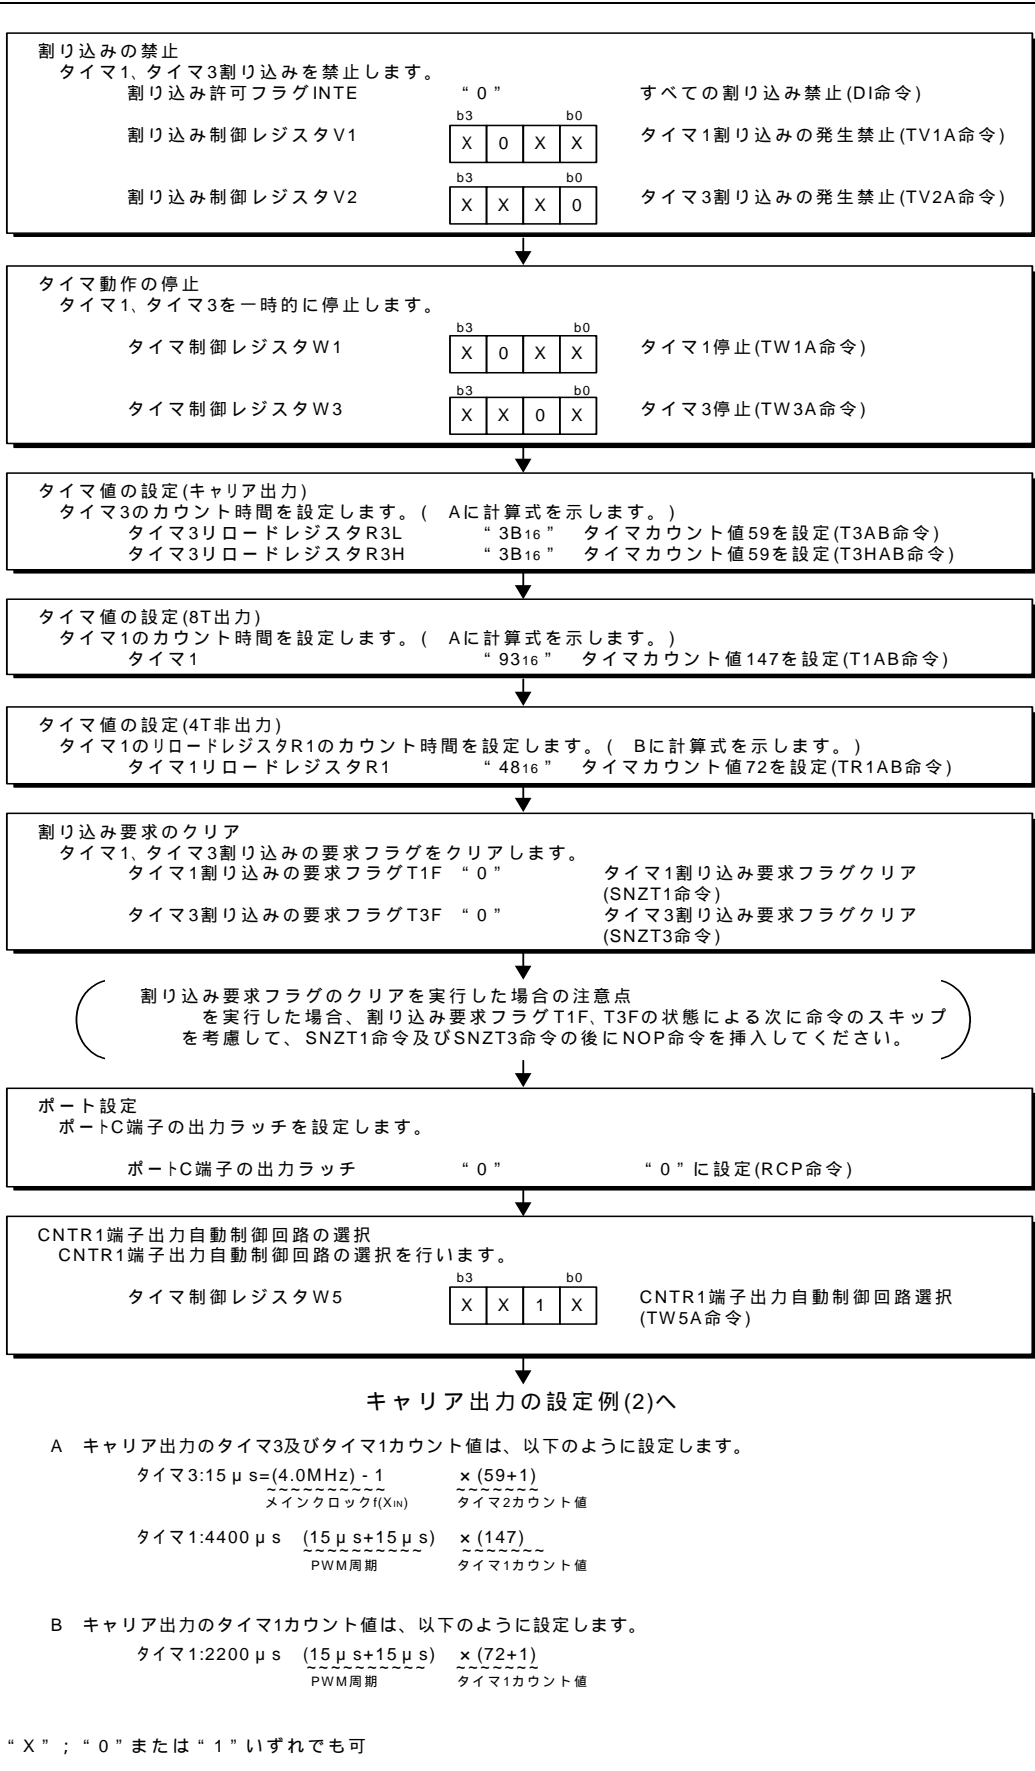 割り込みの禁止
タイマ1、タイマ3割り込みを禁止します。
割り込み許可フラグINTE “0” すべての割り込み禁止(DI命令)
b3 b0
割り込み制御レジスタV1 X 0 X X タイマ1割り込みの発生禁止(TV1A命令)
b3 b0
割り込み制御レジスタV2 X X X 0 タイマ3割り込みの発生禁止(TV2A命令)
タイマ動作の停止
タイマ1、タイマ3を一時的に停止します。
b3 b0
タイマ制御レジスタW1 X 0 X X タイマ1停止(TW1A命令)
b3 b0
タイマ制御レジスタW3 X X 0 X タイマ3停止(TW3A命令)
タイマ値の設定(キャリア出力)
タイマ3のカウント時間を設定します。( Aに計算式を示します。)
タイマ3リロードレジスタR3L “3B16” タイマカウント値59を設定(T3AB命令)
タイマ3リロードレジスタR3H “3B16” タイマカウント値59を設定(T3HAB命令)
タイマ値の設定(8T出力)
タイマ1のカウント時間を設定します。( Aに計算式を示します。)
タイマ1 “9316” タイマカウント値147を設定(T1AB命令)
タイマ値の設定(4T非出力)
タイマ1のリロードレジスタR1のカウント時間を設定します。( Bに計算式を示します。)
タイマ1リロードレジスタR1 “4816” タイマカウント値72を設定(TR1AB命令)
割り込み要求のクリア
タイマ1、タイマ3割り込みの要求フラグをクリアします。
タイマ1割り込みの要求フラグT1F “0” タイマ1割り込み要求フラグクリア
(SNZT1命令)
タイマ3割り込みの要求フラグT3F “0” タイマ3割り込み要求フラグクリア
(SNZT3命令)
割り込み要求フラグのクリアを実行した場合の注意点
を実行した場合、割り込み要求フラグT1F、T3Fの状態による次に命令のスキップ
を考慮して、SNZT1命令及びSNZT3命令の後にNOP命令を挿入してください。
ポート設定
ポートC端子の出力ラッチを設定します。
ポートC端子の出力ラッチ “0” “0”に設定(RCP命令)
CNTR1端子出力自動制御回路の選択
CNTR1端子出力自動制御回路の選択を行います。
b3 b0
タイマ制御レジスタW5 X X 1 X CNTR1端子出力自動制御回路選択
(TW5A命令)
キャリア出力の設定例(2)へ
A キャリア出力のタイマ3及びタイマ1カウント値は、以下のように設定します。
タイマ3:15μs=(4.0MHz) - 1 ×(59+1)
メインクロックf(XIN) タイマ2カウント値
タイマ1:4400μs (15μs+15μs) ×(147)
PWM周期 タイマ1カウント値
B キャリア出力のタイマ1カウント値は、以下のように設定します。
タイマ1:2200μs (15μs+15μs) ×(72+1)
PWM周期 タイマ1カウント値
“X”;“0”または“1”いずれでも可